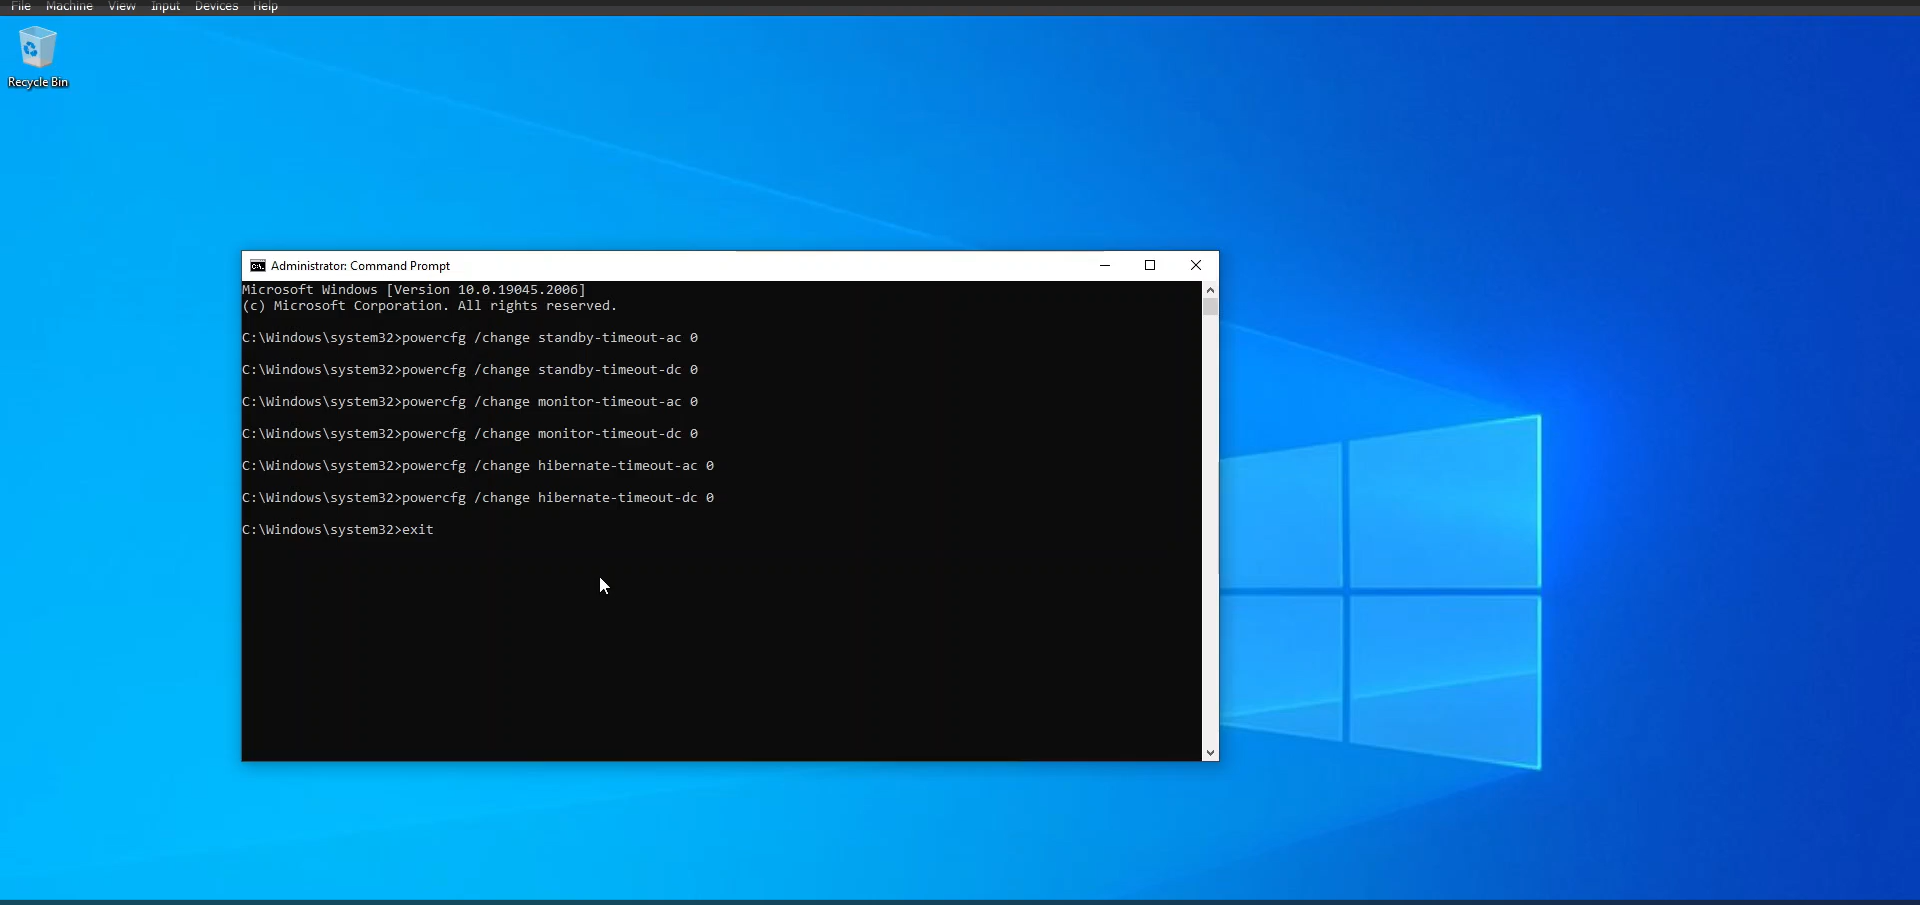 File Machine View Input Devices Help
Recycle Bin
Administrator: Command Prompt
Microsoft Windows [Version 10.0.19045.2006]
(c) Microsoft Corporation. All rights reserved.
C:\Windows\system32>powercfg /change standby-timeout-ac 0
C:\Windows\system32>powercfg /change standby-timeout-dc 0
C:\Windows\system32>powercfg /change monitor-timeout-ac 0
C:\Windows\system32>powercfg /change monitor-timeout-dc 0
C:\Windows\system32>powercfg /change hibernate-timeout-ac 0
C:\Windows\system32>powercfg /change hibernate-timeout-dc 0
C:\Windows\system32>exit